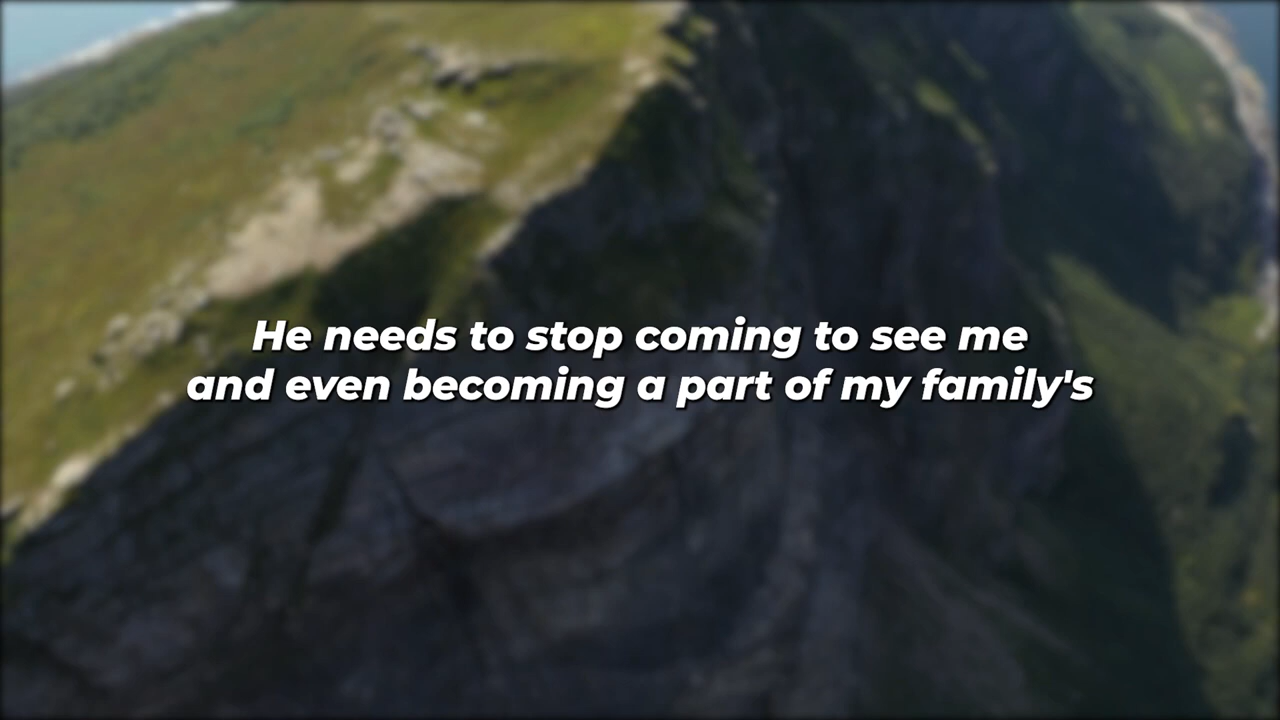 He needs to stop coming to see me
and even becoming a part of my family's